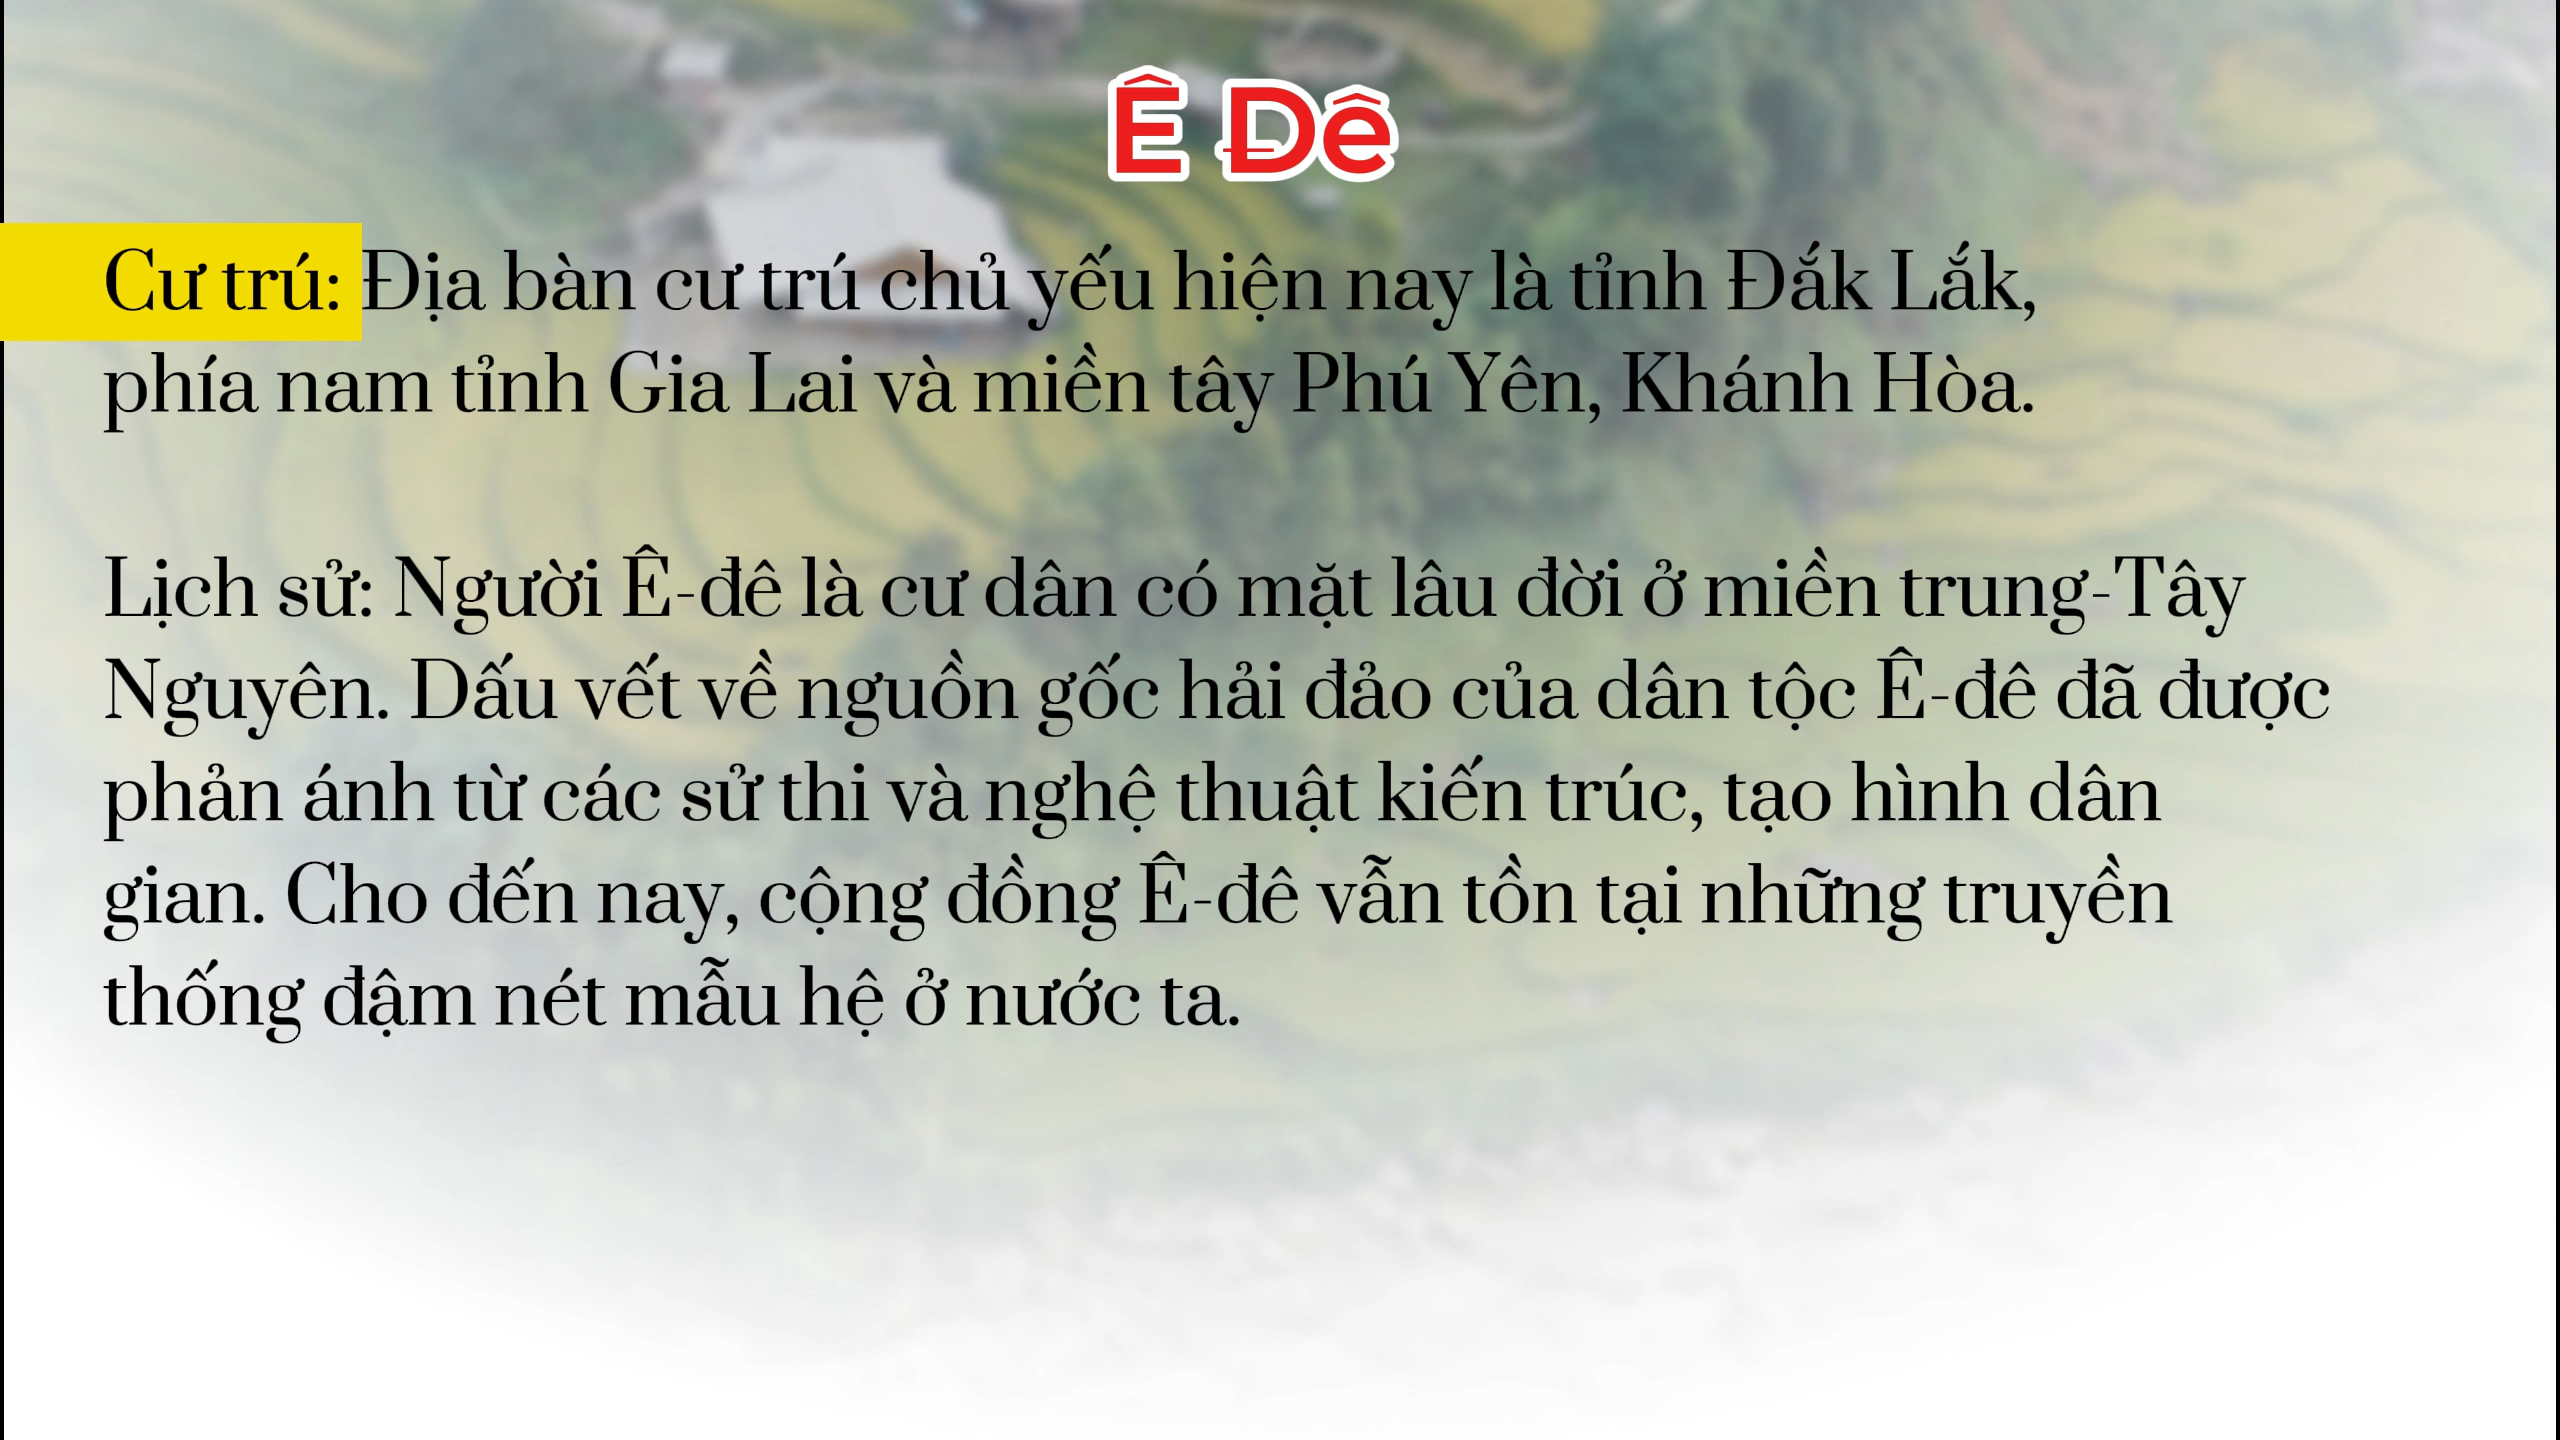 Ê Đê
Cư trú: Địa bàn cư trú chủ yếu hiện nay là tỉnh Đắk Lắk,
phía nam tỉnh Gia Lai và miền tây Phú Yên, Khánh Hòa.
Lịch sử: Người Ê-đê là cư dân có mặt lâu đời ở miền trung-Tây
Nguyên. Dấu vết về nguồn gốc hải đảo của dân tộc Ê-đê đã được
phản ánh từ các sử thi và nghệ thuật kiến trúc, tạo hình dân
gian. Cho đến nay, cộng đồng Ê-đê vẫn tồn tại những truyền
thống đậm nét mẫu hệ ở nước ta.